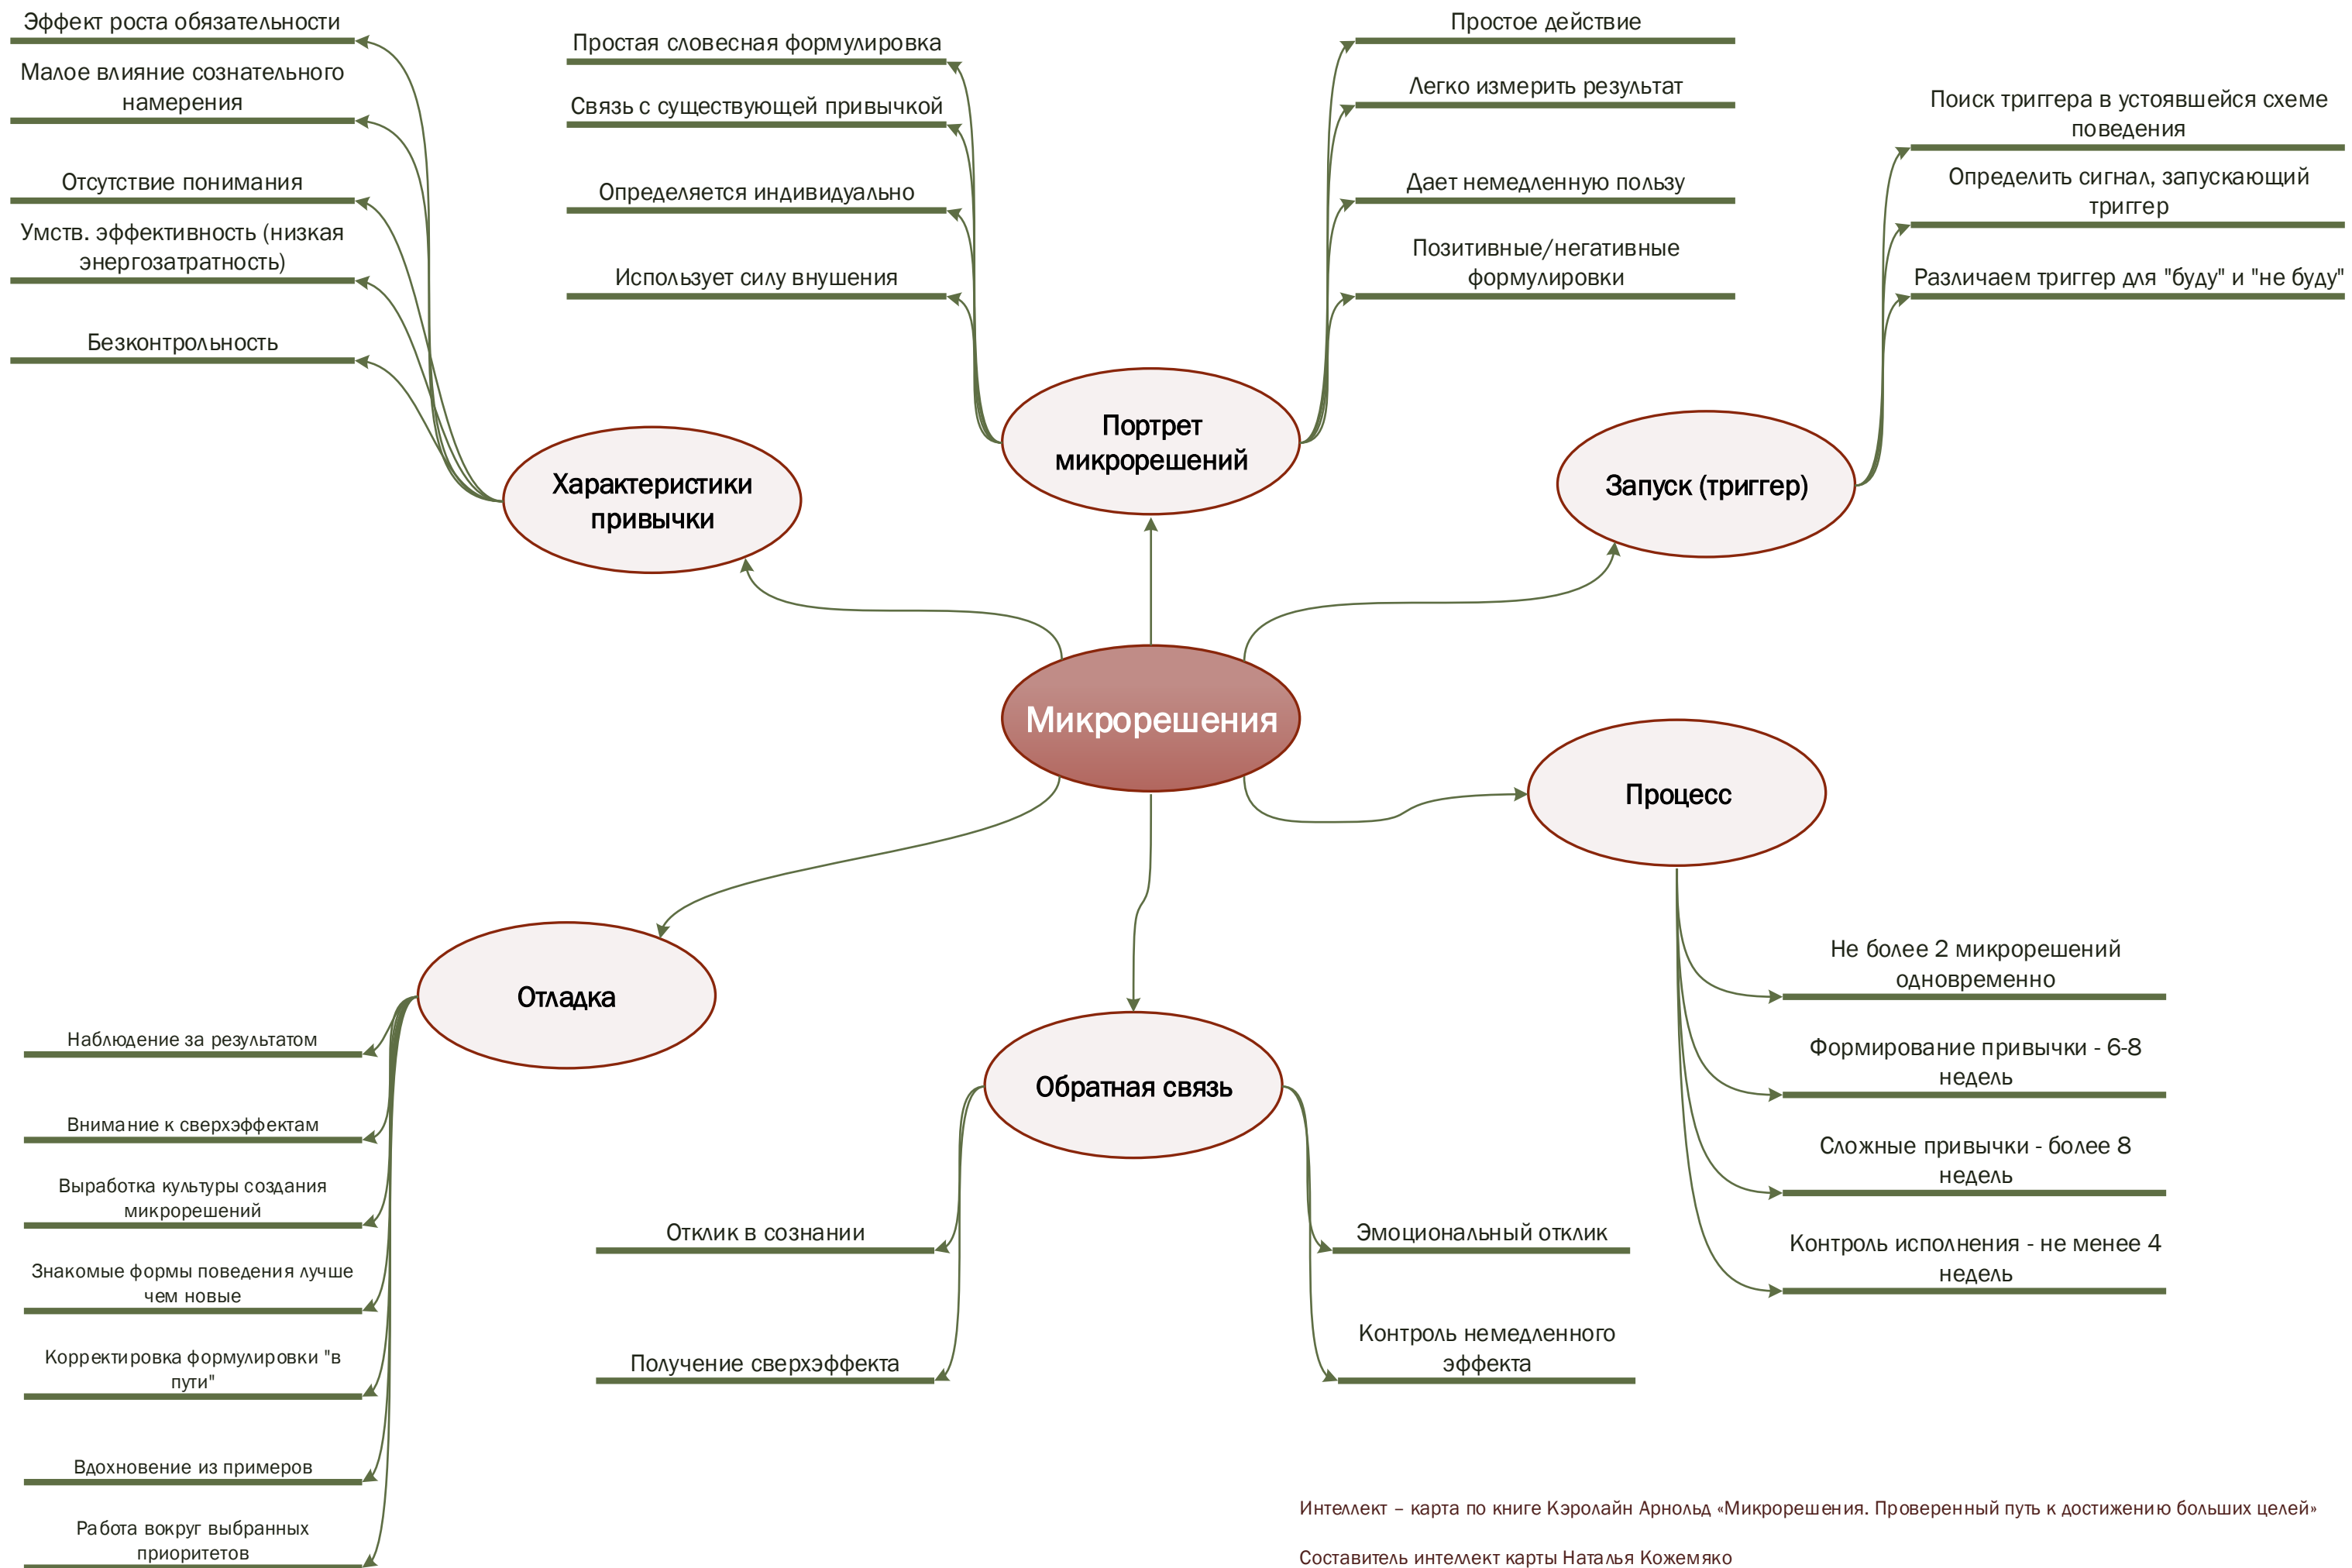 Эффект роста обязательности
Малое влияние сознательного
намерения
Отсутствие понимания
Умств. эффективность (низкая
энергозатратность)
Безконтрольность
Характеристики
привычки
Простая словесная формулировка
Связь с существующей привычкой
Определяется индивидуально
Использует силу внушения
Портрет
микрорешений
Простое действие
Легко измерить результат
Дает немедленную пользу
Позитивные/негативные
формулировки
Поиск триггера в устоявшейся схеме
поведения
Определить сигнал, запускающий
триггер
Различаем триггер для "буду" и "не буду"
Запуск (триггер)
Микрорешения
Процесс
Не более 2 микрорешений
одновременно
Формирование привычки - 6-8
недель
Сложные привычки - более 8
недель
Контроль исполнения - не менее 4
недель
Отладка
Наблюдение за результатом
Внимание к сверхэффектам
Выработка культуры создания
микрорешений
Знакомые формы поведения лучше
чем новые
Корректировка формулировки "в
пути"
Вдохновение из примеров
Работа вокруг выбранных
приоритетов
Обратная связь
Отклик в сознании
Получение сверхэффекта
Эмоциональный отклик
Контроль немедленного
эффекта
Интеллект – карта по книге Кэролайн Арнольд «Микрорешения. Проверенный путь к достижению больших целей»
Составитель интеллект карты Наталья Кожемяко